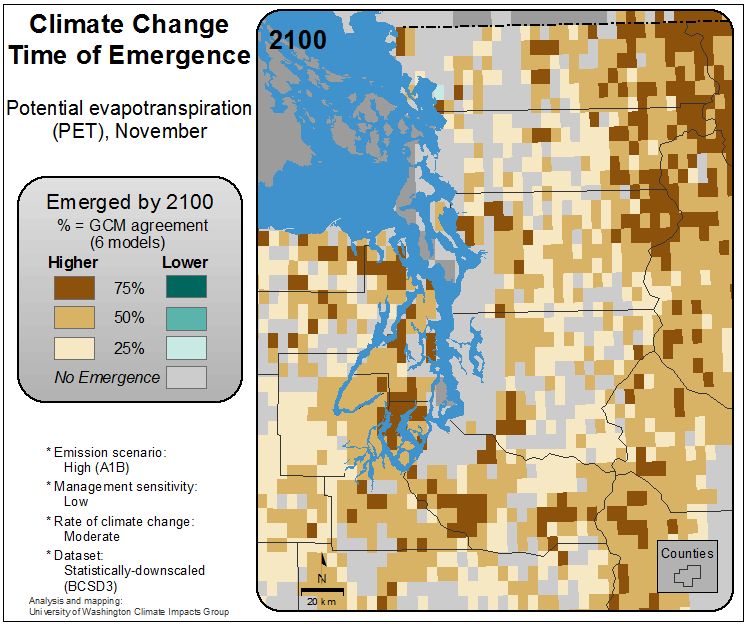 Climate Change
Time of Emergence
Potential evapotranspiration
(PET), November
Emerged by 2100
% = GCM agreement
(6 models)
Higher Lower
75%
50%
25%
No Emergence
* Emission scenario:
High (A1B)
* Management sensitivity:
Low
* Rate of climate change:
Moderate
* Dataset:
Statistically-downscaled
(BCSD3)
Analysis and mapping:
University of Washington Climate Impacts Group
2100
N
20 km
Counties